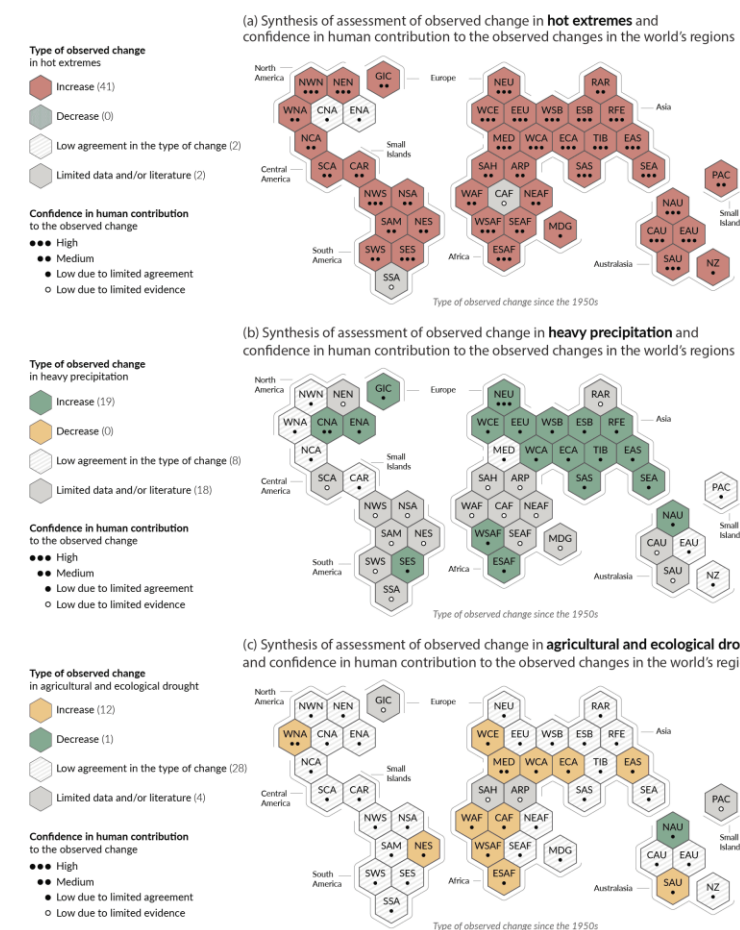 (a) Synthesis of assessment of observed change in hot extremes and
confidence in human contribution to the observed changes in the world's regions
Type of observed change
in hot extremes
Increase (41)
Decrease (0)
Low agreement in the type of change (2)
Limited data and/or literature (2)
Confidence in human contribution
to the observed change
High
Medium
Low due to limited agreement
Low due to limited evidence
North
America
NWN NEN GIC
Europe
NEU RAR
WNA CNA ENA
WCE EEU WSB ESB RFE
Asia
NCA
MED WCA ECA TIB EAS
Small
Islands
Central
America
SCA CAR
SAH ARP SAS SEA
PAC
NWS NSA
WAF CAF NEAF
NAU
Small
Island
SAM NES
WSAF SEAF MDG
CAU EAU
South
America
SWS SES
Africa
ESAF
Australasia
SAU NZ
SSA
Type of observed change since the 1950s
(b) Synthesis of assessment of observed change in heavy precipitation and
confidence in human contribution to the observed changes in the world's regions
Type of observed change
in heavy precipitation
Increase (19)
Decrease (0)
Low agreement in the type of change (8)
Limited data and/or literature (18)
Confidence in human contribution
to the observed change
High
Medium
Low due to limited agreement
Low due to limited evidence
North
America
NWN NEN GIC
Europe
NEU RAR
WNA CNA ENA
WCE EEU WSB ESB RFE
Asia
NCA
MED WCA ECA TIB EAS
Small
Islands
Central
America
SCA CAR
SAH ARP SAS SEA
PAC
NWS NSA
WAF CAF NEAF
NAU
Small
Island
SAM NES
WSAF SEAF MDG
CAU EAU
South
America
SWS SES
Africa
ESAF
Australasia
SAU NZ
SSA
Type of observed change since the 1950s
(c) Synthesis of assessment of observed change in agricultural and ecological dro
and confidence in human contribution to the observed changes in the world's regi
Type of observed change
in agricultural and ecological drought
Increase (12)
Decrease (1)
Low agreement in the type of change (28)
Limited data and/or literature (4)
Confidence in human contribution
to the observed change
High
Medium
Low due to limited agreement
Low due to limited evidence
North
America
NWN NEN GIC
Europe
NEU RAR
WNA CNA ENA
WCE EEU WSB ESB RFE
Asia
NCA
MED WCA ECA TIB EAS
Small
Islands
Central
America
SCA CAR
SAH ARP SAS SEA
PAC
NWS NSA
WAF CAF NEAF
NAU
Small
Island
SAM NES
WSAF SEAF MDG
CAU EAU
South
America
SWS SES
Africa
ESAF
Australasia
SAU NZ
SSA
Type of observed change since the 1950s